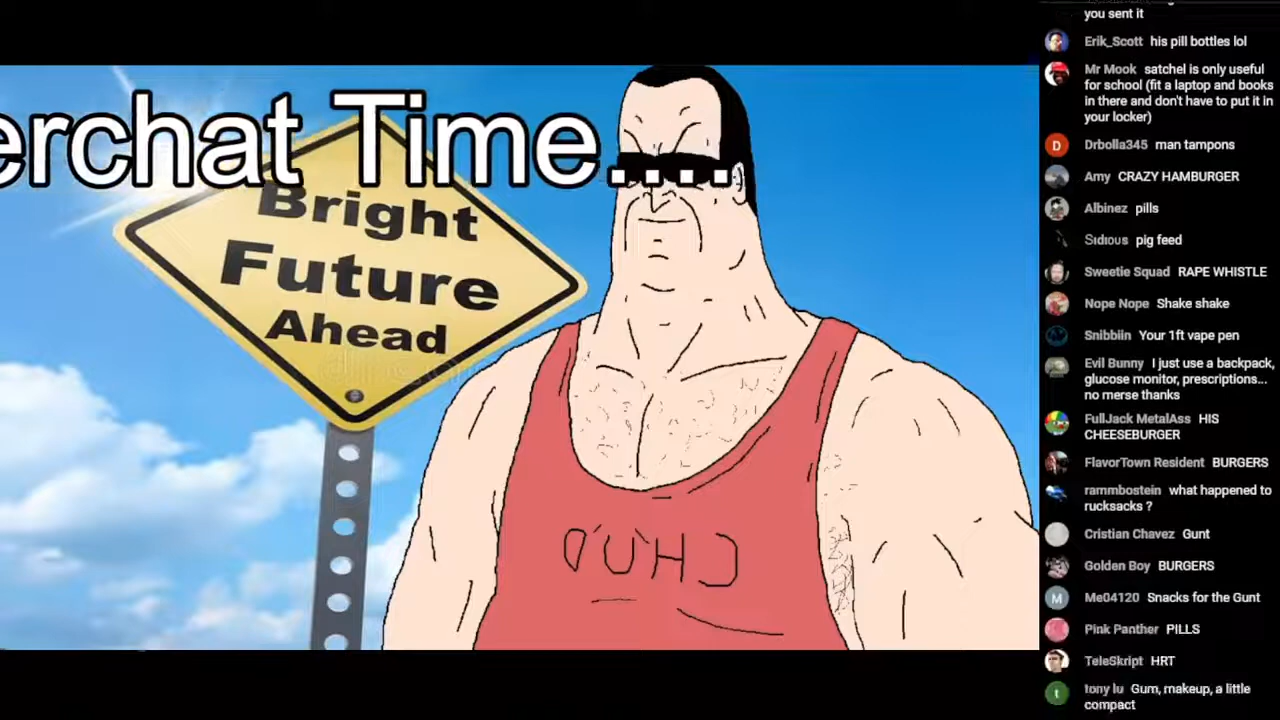 erchat Time....
Bright
Future
Ahead
CHUD
you sent it
Erik_Scott his pill bottles lol
Mr Mook satchel is only useful
for school (fit a laptop and books
in there and don't have to put it in
your locker)
D
Drbolla345 man tampons
Amy CRAZY HAMBURGER
Albinez pills
Sıdıous pig feed
Sweetie Squad RAPE WHISTLE
Nope Nope Shake shake
Snibbiin Your 1ft vape pen
Evil Bunny I just use a backpack,
glucose monitor, prescriptions...
no merse thanks
FullJack MetalAss HIS
CHEESEBURGER
FlavorTown Resident BURGERS
rammbostein what happened to
rucksacks ?
Cristian Chavez Gunt
Golden Boy BURGERS
M
Me04120 Snacks for the Gunt
Pink Panther PILLS
TeleSkript HRT
t
tony lu Gum, makeup, a little
compact